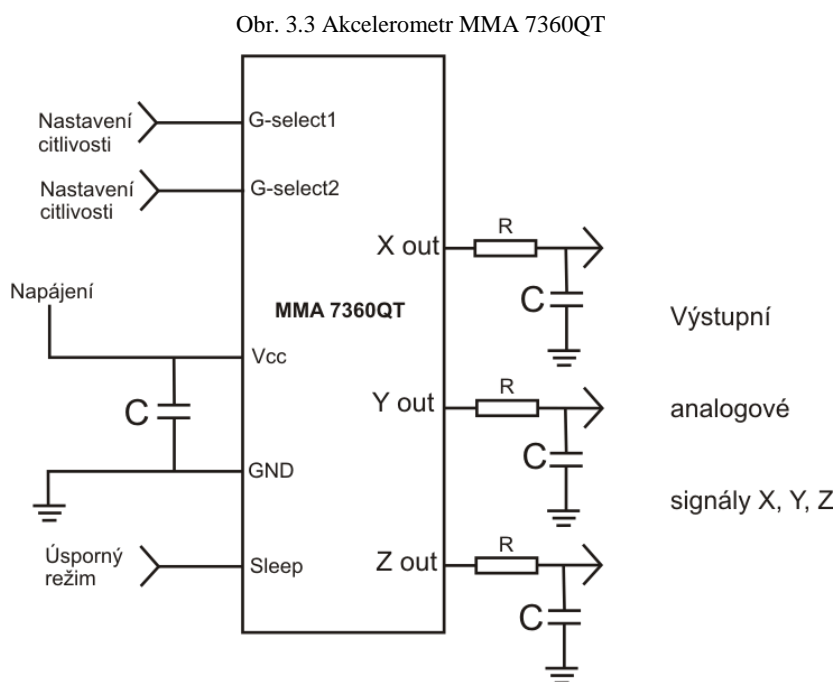 Obr. 3.3 Akcelerometr MMA 7360QT
Nastavení
citlivosti
G-select1
Nastavení
citlivosti
G-select2
X out
R
C
Napájení
MMA 7360QT
Výstupní
Vcc
C
Y out
R
C
analogové
GND
signály X, Y, Z
Úsporný
režim
Sleep
Z out
R
C